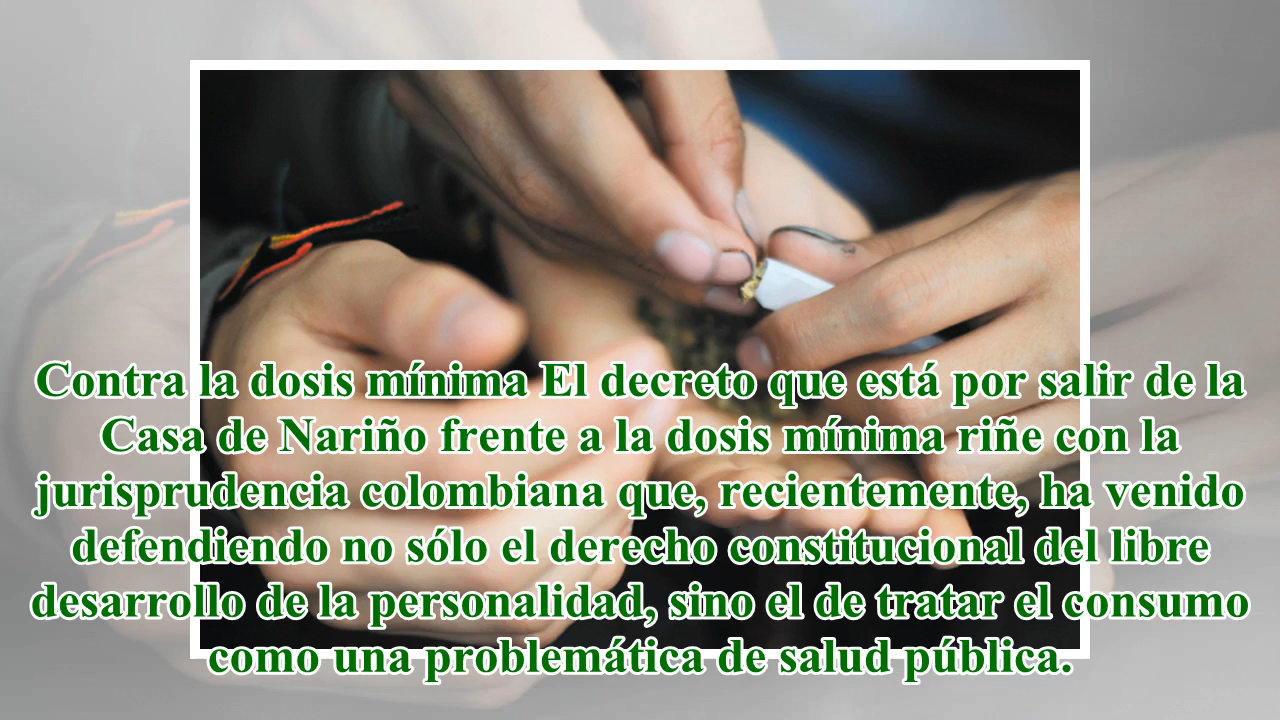 Contra la dosis mínima El decreto que está por salir de la
Casa de Nariño frente a la dosis mínima riñe con la
jurisprudencia colombiana que, recientemente, ha venido
defendiendo no sólo el derecho constitucional del libre
desarrollo de la personalidad, sino el de tratar el consumo
como una problemática de salud pública.